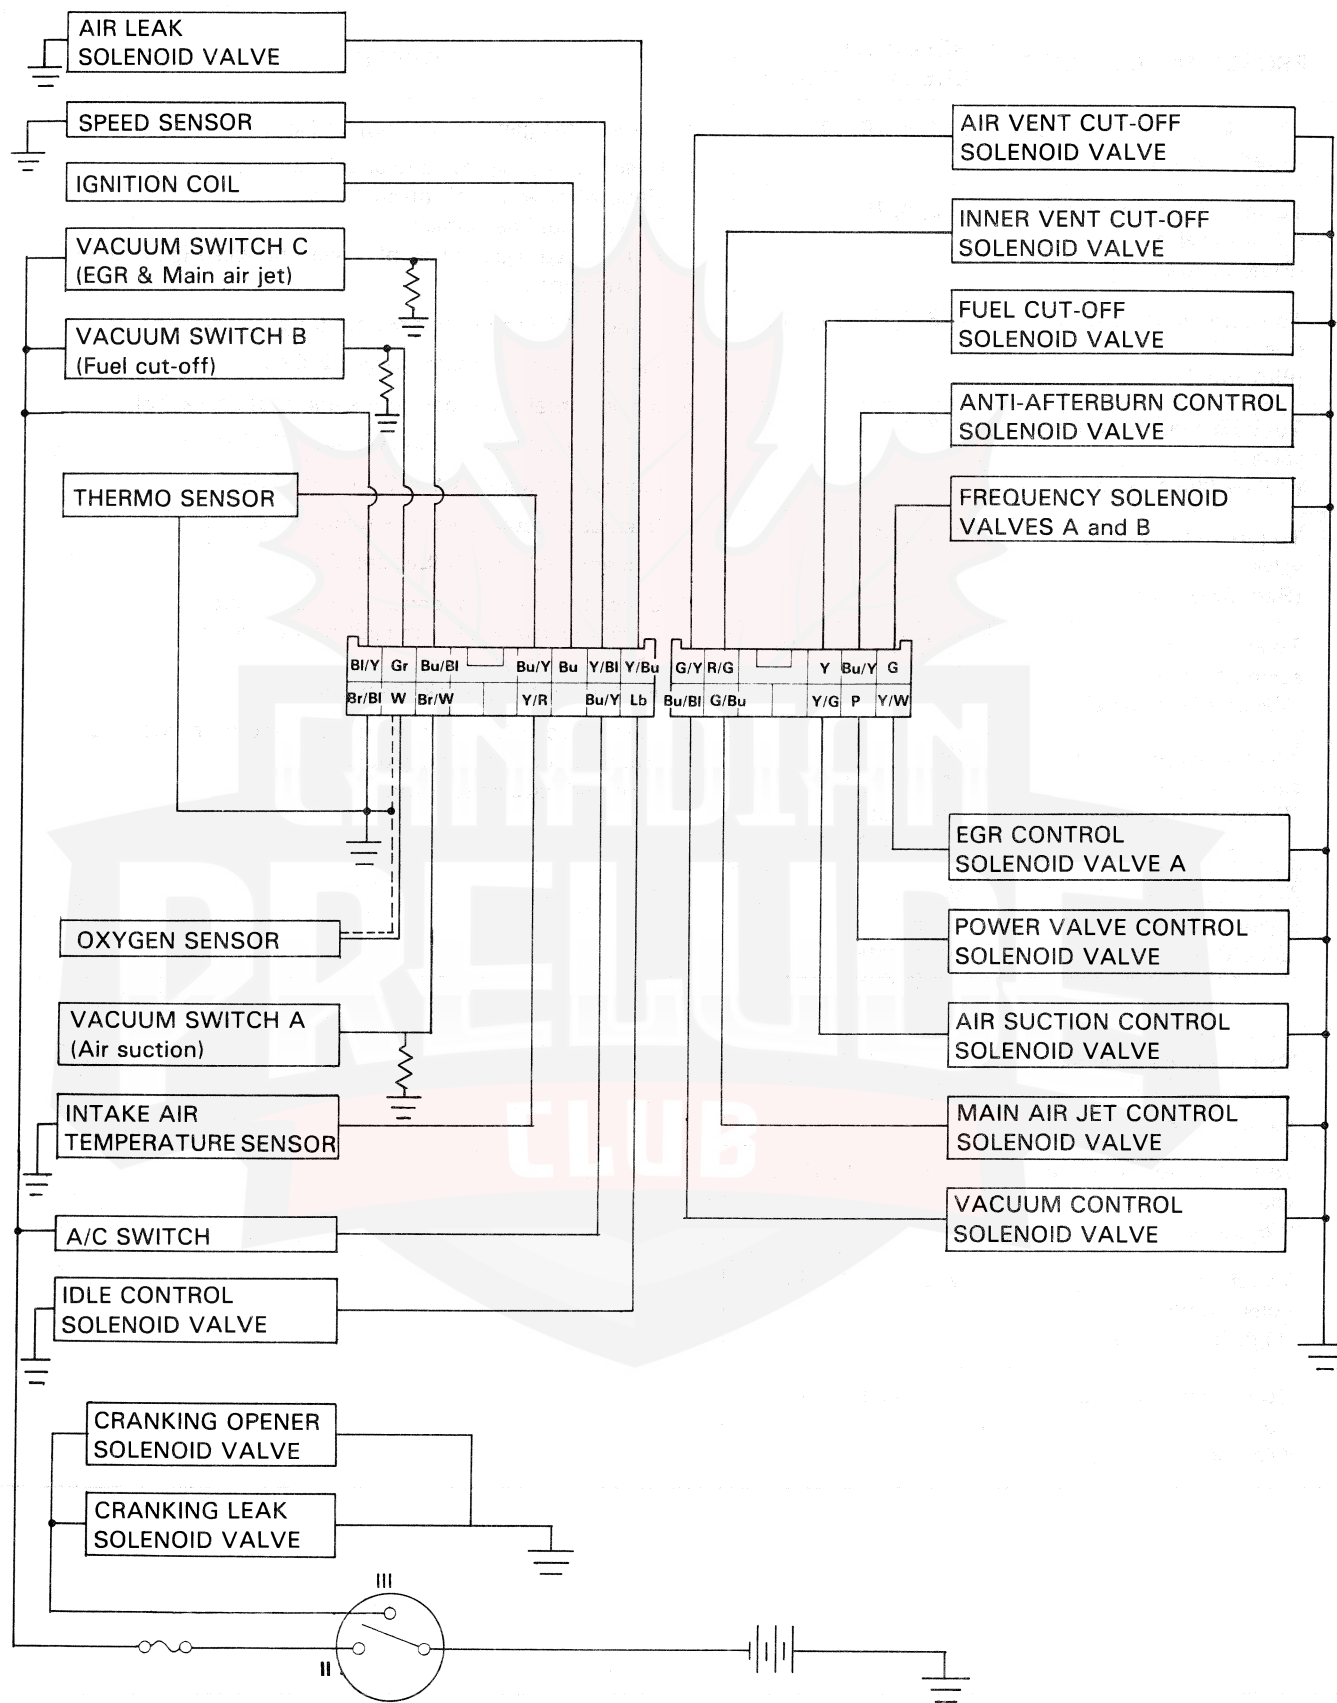 AIR LEAK
SOLENOID VALVE
SPEED SENSOR
IGNITION COIL
VACUUM SWITCH C
(EGR & Main air jet)
VACUUM SWITCH B
(Fuel cut-off)
THERMO SENSOR
AIR VENT CUT-OFF
SOLENOID VALVE
INNER VENT CUT-OFF
SOLENOID VALVE
FUEL CUT-OFF
SOLENOID VALVE
ANTI-AFTERBURN CONTROL
SOLENOID VALVE
FREQUENCY SOLENOID
VALVES A and B
Bl/Y Gr Bu/Bl Bu/Y Bu Y/Bl Y/Bu
Br/Bl W Br/W Y/R Bu/Y Lb
G/Y R/G Y Bu/Y G
Bu/Bl G/Bu Y/G P Y/W
CANADIAN
PRELUDE
CLUB
OXYGEN SENSOR
VACUUM SWITCH A
(Air suction)
INTAKE AIR
TEMPERATURE SENSOR
A/C SWITCH
IDLE CONTROL
SOLENOID VALVE
CRANKING OPENER
SOLENOID VALVE
CRANKING LEAK
SOLENOID VALVE
EGR CONTROL
SOLENOID VALVE A
POWER VALVE CONTROL
SOLENOID VALVE
AIR SUCTION CONTROL
SOLENOID VALVE
MAIN AIR JET CONTROL
SOLENOID VALVE
VACUUM CONTROL
SOLENOID VALVE
III
II